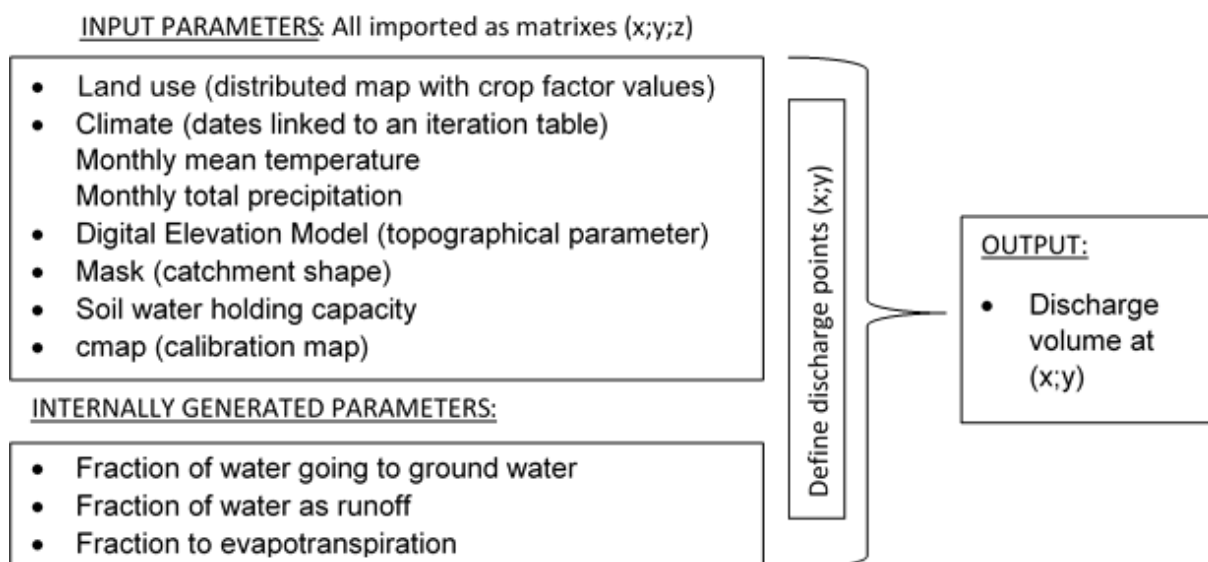 INPUT PARAMETERS: All imported as matrixes (x;y;z)
• Land use (distributed map with crop factor values)
• Climate (dates linked to an iteration table)
Monthly mean temperature
Monthly total precipitation
• Digital Elevation Model (topographical parameter)
• Mask (catchment shape)
• Soil water holding capacity
• cmap (calibration map)
INTERNALLY GENERATED PARAMETERS:
• Fraction of water going to ground water
• Fraction of water as runoff
• Fraction to evapotranspiration
Define discharge points (x;y)
OUTPUT:
• Discharge
volume at
(x;y)